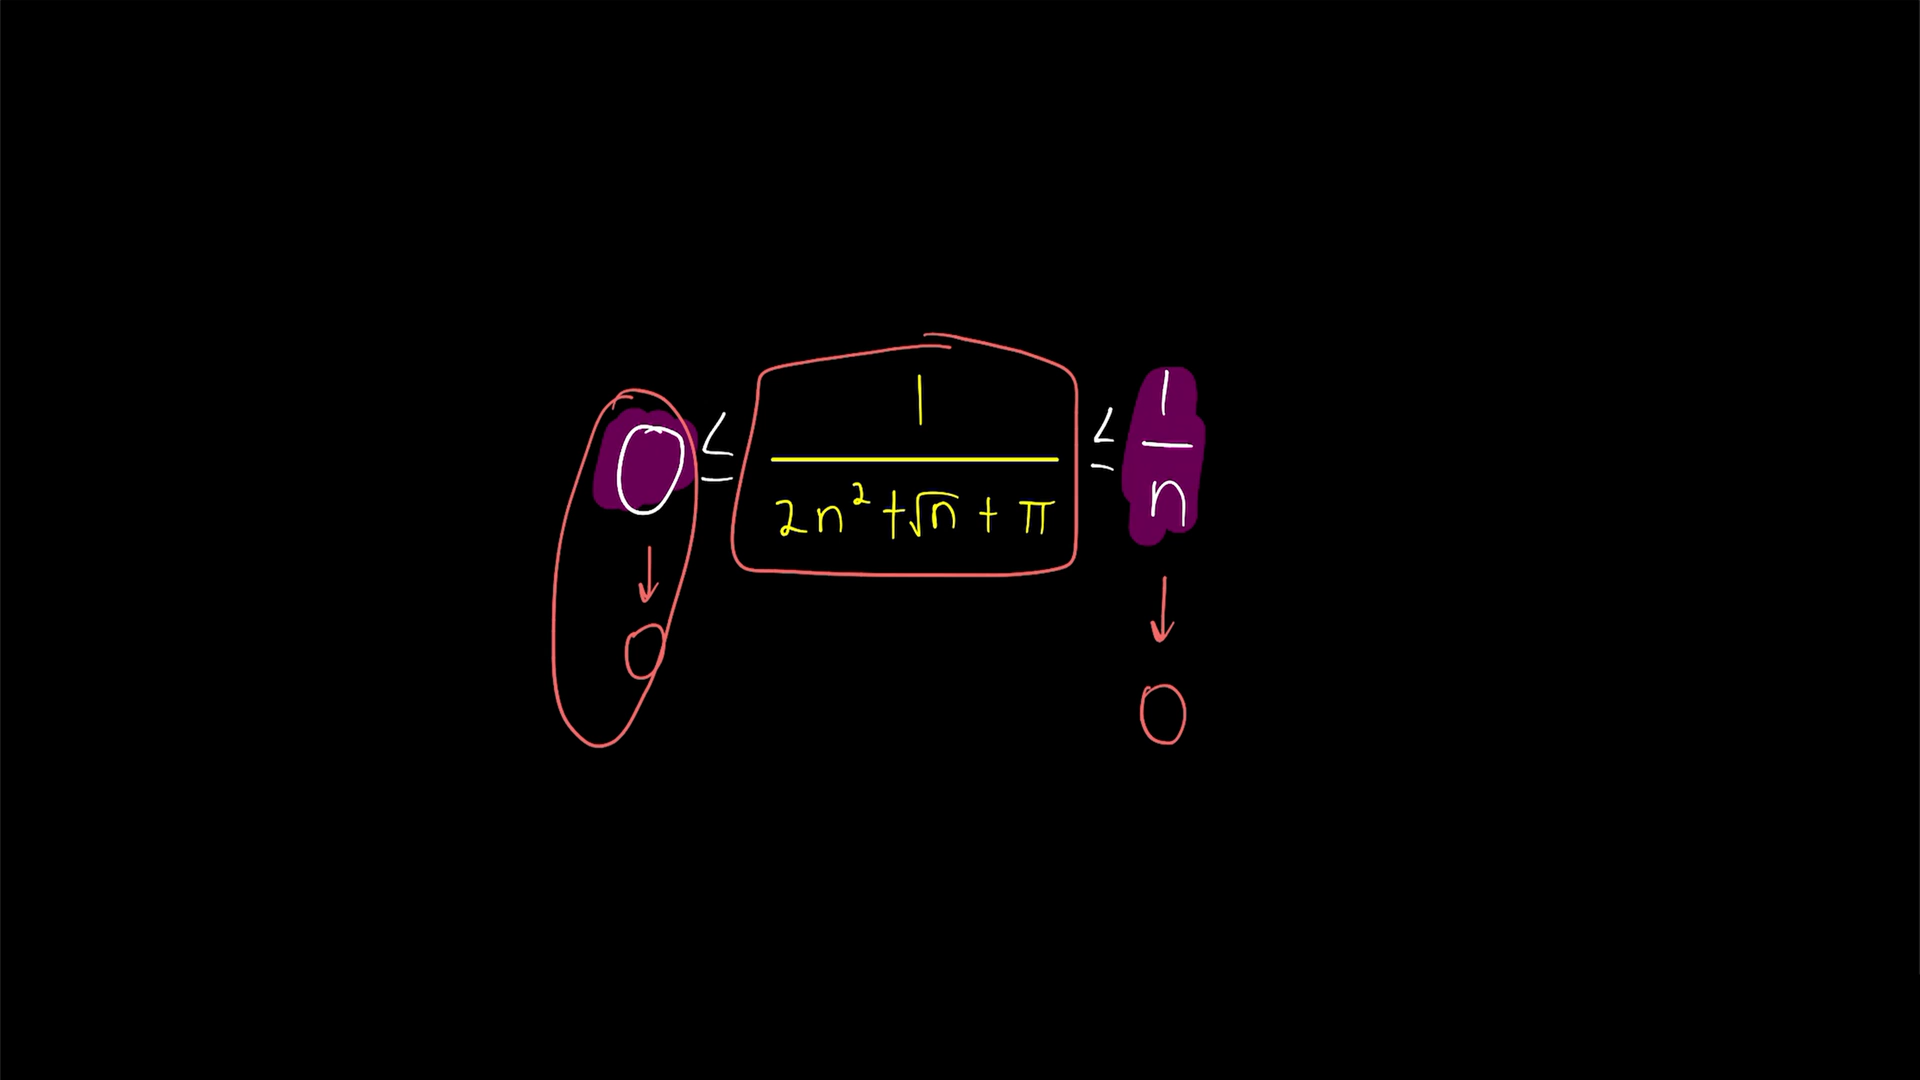 0 ≤ 1 / (2n² + √n + π) ≤ 1/n
↓ ↓
0 0